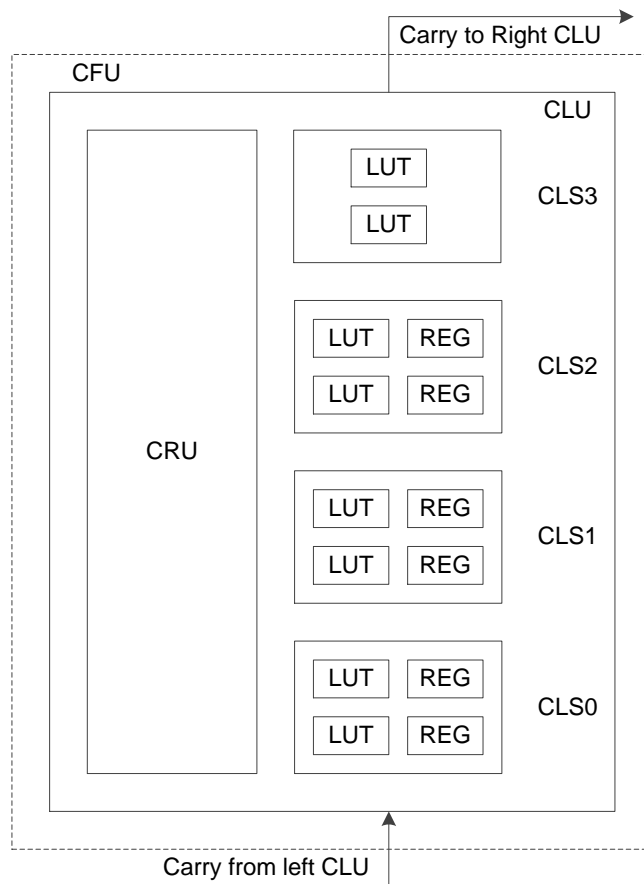 Carry to Right CLU
CFU
CLU
CRU
LUT
LUT
CLS3
LUT REG
LUT REG
CLS2
LUT REG
LUT REG
CLS1
LUT REG
LUT REG
CLS0
Carry from left CLU